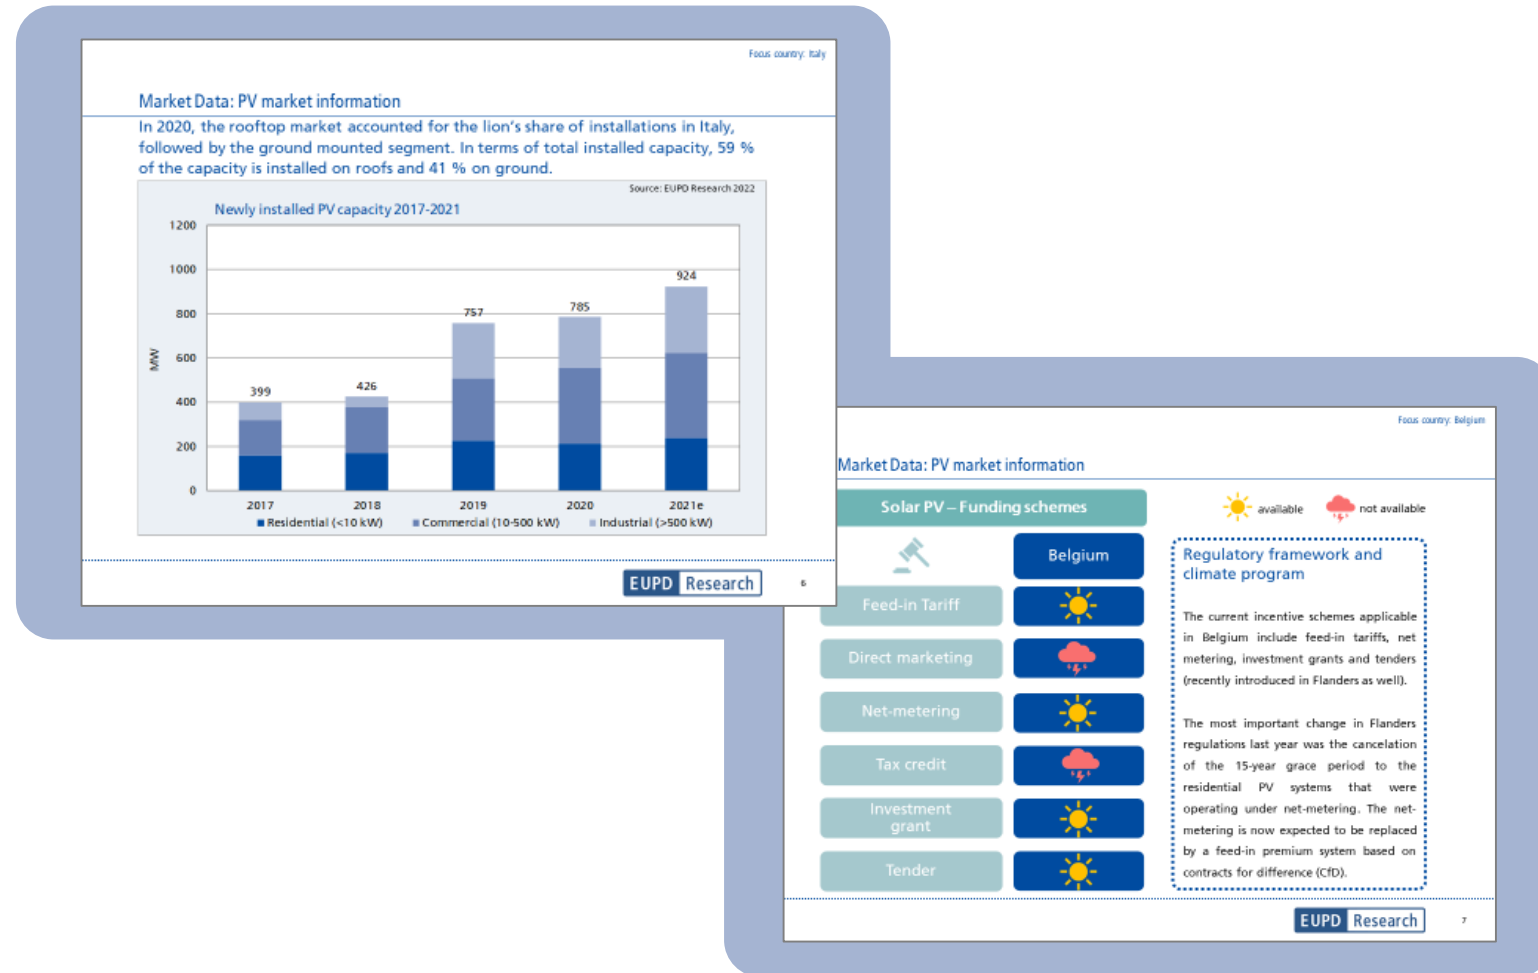 Focus country: Italy
Market Data: PV market information
In 2020, the rooftop market accounted for the lion's share of installations in Italy,
followed by the ground mounted segment. In terms of total installed capacity, 59 %
of the capacity is installed on roofs and 41 % on ground.
Source: EUPD Research 2022
Newly installed PV capacity 2017-2021
1200
1000
800
600
400
200
0
MW
399
426
757
785
924
2017
2018
2019
2020
2021e
Residential (<10 kW)
Commercial (10-500 kW)
Industrial (>500 kW)
EUPD Research
6
Focus country: Belgium
Market Data: PV market information
Solar PV – Funding schemes
available
not available
Belgium
Feed-in Tariff
Direct marketing
Net-metering
Tax credit
Investment
grant
Tender
Regulatory framework and
climate program
The current incentive schemes applicable
in Belgium include feed-in tariffs, net
metering, investment grants and tenders
(recently introduced in Flanders as well).
The most important change in Flanders
regulations last year was the cancelation
of the 15-year grace period to the
residential PV systems that were
operating under net-metering. The net-
metering is now expected to be replaced
by a feed-in premium system based on
contracts for difference (CfD).
EUPD Research
7